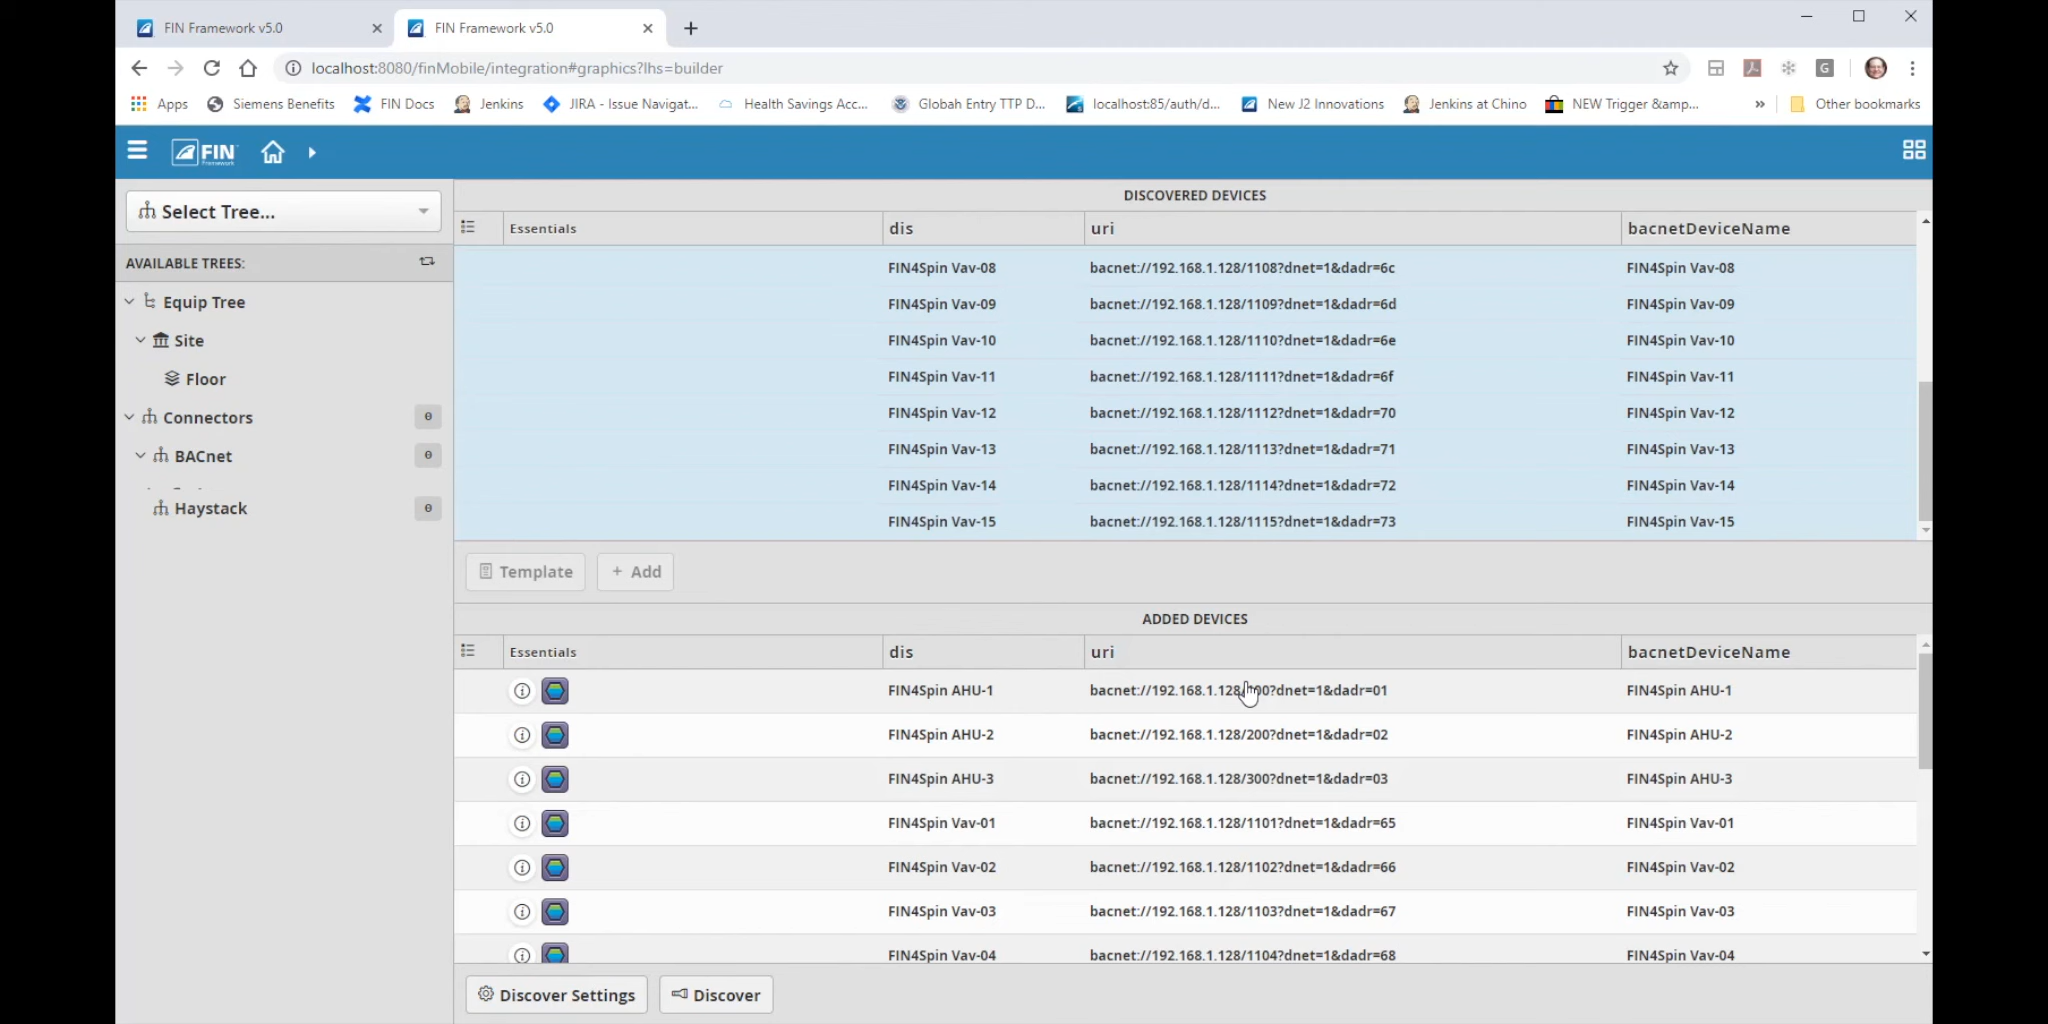 FIN Framework v5.0
FIN Framework v5.0
localhost:8080/finMobile/integration#graphics?lhs=builder
G
Apps Siemens Benefits FIN Docs Jenkins JIRA - Issue Navigat... Health Savings Acc... Globah Entry TTP D... localhost:85/auth/d... New J2 Innovations Jenkins at Chino NEW Trigger &amp... » Other bookmarks
FIN Framework
Select Tree...
AVAILABLE TREES:
Equip Tree
Site
Floor
Connectors 0
BACnet 0
Haystack 0
DISCOVERED DEVICES
Essentials dis uri bacnetDeviceName
FIN4Spin Vav-08 bacnet://192.168.1.128/1108?dnet=1&dadr=6c FIN4Spin Vav-08
FIN4Spin Vav-09 bacnet://192.168.1.128/1109?dnet=1&dadr=6d FIN4Spin Vav-09
FIN4Spin Vav-10 bacnet://192.168.1.128/1110?dnet=1&dadr=6e FIN4Spin Vav-10
FIN4Spin Vav-11 bacnet://192.168.1.128/1111?dnet=1&dadr=6f FIN4Spin Vav-11
FIN4Spin Vav-12 bacnet://192.168.1.128/1112?dnet=1&dadr=70 FIN4Spin Vav-12
FIN4Spin Vav-13 bacnet://192.168.1.128/1113?dnet=1&dadr=71 FIN4Spin Vav-13
FIN4Spin Vav-14 bacnet://192.168.1.128/1114?dnet=1&dadr=72 FIN4Spin Vav-14
FIN4Spin Vav-15 bacnet://192.168.1.128/1115?dnet=1&dadr=73 FIN4Spin Vav-15
Template + Add
ADDED DEVICES
Essentials dis uri bacnetDeviceName
FIN4Spin AHU-1 FIN4Spin AHU-1
FIN4Spin AHU-2 bacnet://192.168.1.128/200?dnet=1&dadr=02 FIN4Spin AHU-2
FIN4Spin AHU-3 bacnet://192.168.1.128/300?dnet=1&dadr=03 FIN4Spin AHU-3
FIN4Spin Vav-01 bacnet://192.168.1.128/1101?dnet=1&dadr=65 FIN4Spin Vav-01
FIN4Spin Vav-02 bacnet://192.168.1.128/1102?dnet=1&dadr=66 FIN4Spin Vav-02
FIN4Spin Vav-03 bacnet://192.168.1.128/1103?dnet=1&dadr=67 FIN4Spin Vav-03
FIN4Spin Vav-04 bacnet://192.168.1.128/1104?dnet=1&dadr=68 FIN4Spin Vav-04
Discover Settings Discover